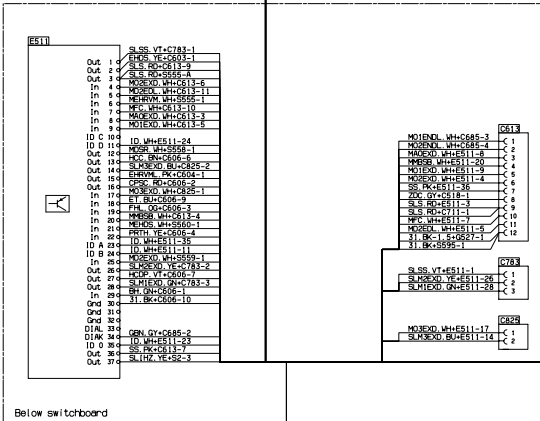 E511
Out 1 SLSS.VT+C783-1
Out 2 EHDS.YE+C603-1
Out 3 SLS.RD+C613-9
In 4 SLS.RD+S555-A
In 5 MO2EXD.WH+C613-6
In 6 MO2EDL.WH+C613-11
In 7 MEHRVM.WH+S555-1
In 8 MFC.WH+C613-10
In 9 MAOEXD.WH+C613-3
ID C 10 MO1EXD.WH+C613-5
ID D 11 ID.WH+E511-24
Out 12 MDSR.WH+S558-1
Out 13 HCC.BN+C606-6
Out 14 SLM3EXD.BU+C825-2
Out 15 EHRVML.PK+C604-1
Out 16 CPSC.RD+C606-2
In 17 MO3EXD.WH+C825-1
In 18 ET.BU+C606-9
In 19 FHL.OG+C606-3
In 20 MMBSB.WH+C613-4
In 21 MEHDS.WH+S560-1
In 22 PRTH.YE+C606-4
ID A 23 ID.WH+E511-35
ID B 24 ID.WH+E511-11
In 25 MD2EXD.WH+S559-1
Out 26 SLM2EXD.YE+C783-2
Out 27 HCDP.VT+C606-7
Out 28 SLM1EXD.GN+C783-3
In 29 BH.GN+C606-1
Gnd 30 31.BK+C606-10
Gnd 31
Gnd 32
DIAL 33
DIAK 34 GBN.GY+C685-2
ID 0 35 ID.WH+E511-23
Out 36 SS.PK+C613-7
Out 37 SL1HZ.YE+S2-3
C613
MO1ENDL.WH+C685-3 1
MO2ENDL.WH+C685-4 2
MAOEXD.WH+E511-8 3
MMBSB.WH+E511-20 4
MO1EXD.WH+E511-9 5
MO2EXD.WH+E511-4 6
SS.PK+E511-36 7
ZDC.GY+C518-1 8
SLS.RD+E511-3 9
SLS.RD+C711-1 10
MFC.WH+E511-7 11
MO2EDL.WH+E511-5 12
31.BK-1.5+G527-1
31.BK+S595-1
C783
SLSS.VT+E511-1 1
SLM2EXD.YE+E511-26 2
SLM1EXD.GN+E511-28 3
C825
MO3EXD.WH+E511-17 1
SLM3EXD.BU+E511-14 2
Below switchboard